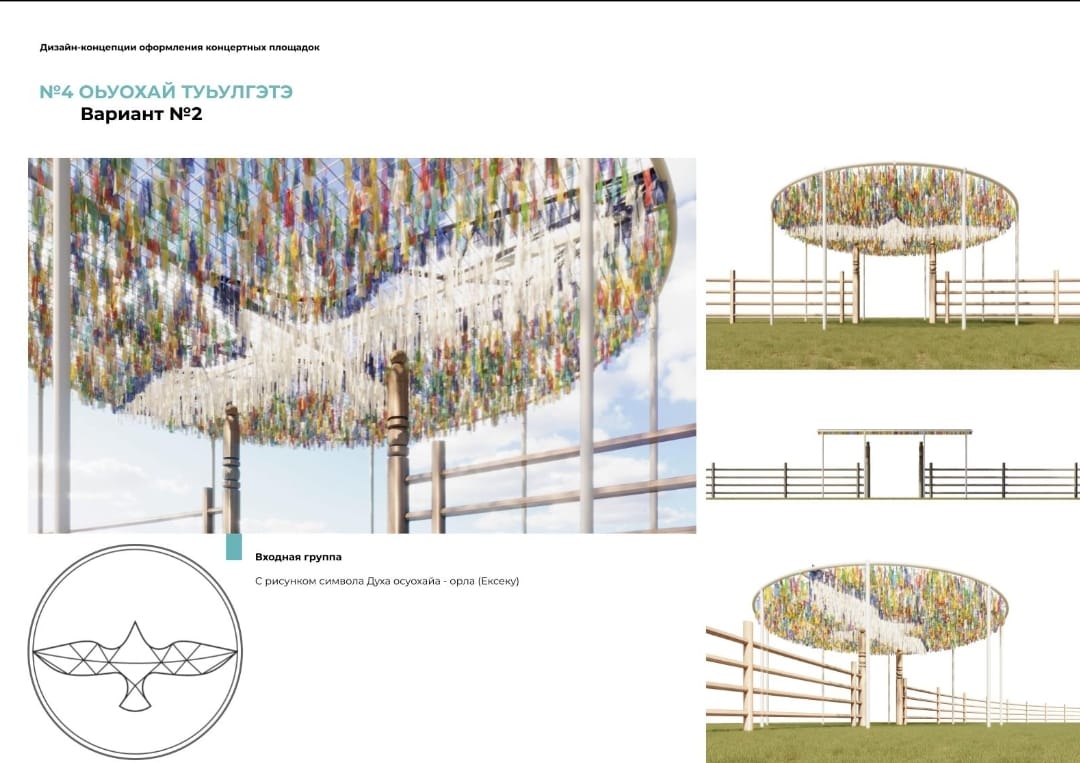 Дизайн-концепции оформления концертных площадок
№4 ОЬУОХАЙ ТУЬУЛГЭТЭ
Вариант №2
Входная группа
С рисунком символа Духа осуохайа - орла (Ексеку)